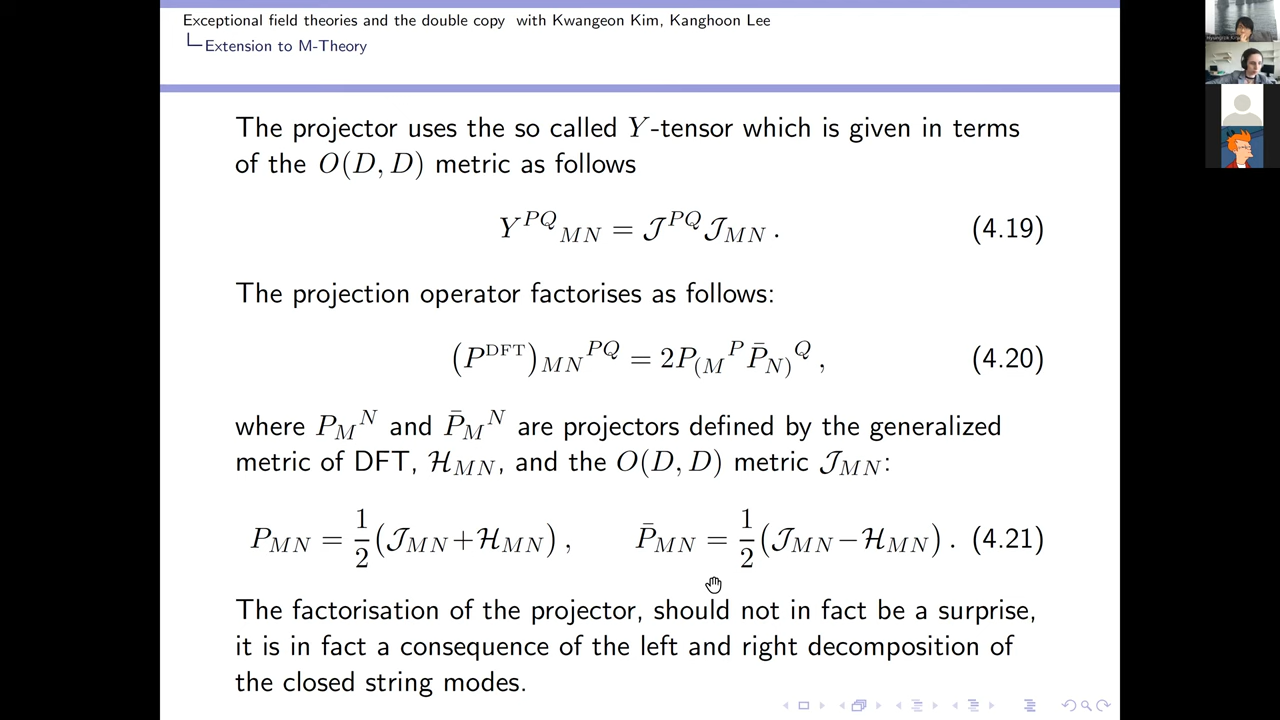 Exceptional field theories and the double copy with Kwangeon Kim, Kanghoon Lee
Extension to M-Theory
The projector uses the so called Y-tensor which is given in terms
of the O(D, D) metric as follows
Y^{PQ}_{MN} = 𝒥^{PQ} 𝒥_{MN} . (4.19)
The projection operator factorises as follows:
(P^{DFT})_{MN}^{PQ} = 2P_{(M}^{P} P̄_{N)}^{Q} , (4.20)
where P_M^N and P̄_M^N are projectors defined by the generalized
metric of DFT, ℋ_{MN}, and the O(D, D) metric 𝒥_{MN}:
P_{MN} = 1/2 (𝒥_{MN} + ℋ_{MN}) , P̄_{MN} = 1/2 (𝒥_{MN} − ℋ_{MN}) . (4.21)
The factorisation of the projector, should not in fact be a surprise,
it is in fact a consequence of the left and right decomposition of
the closed string modes.